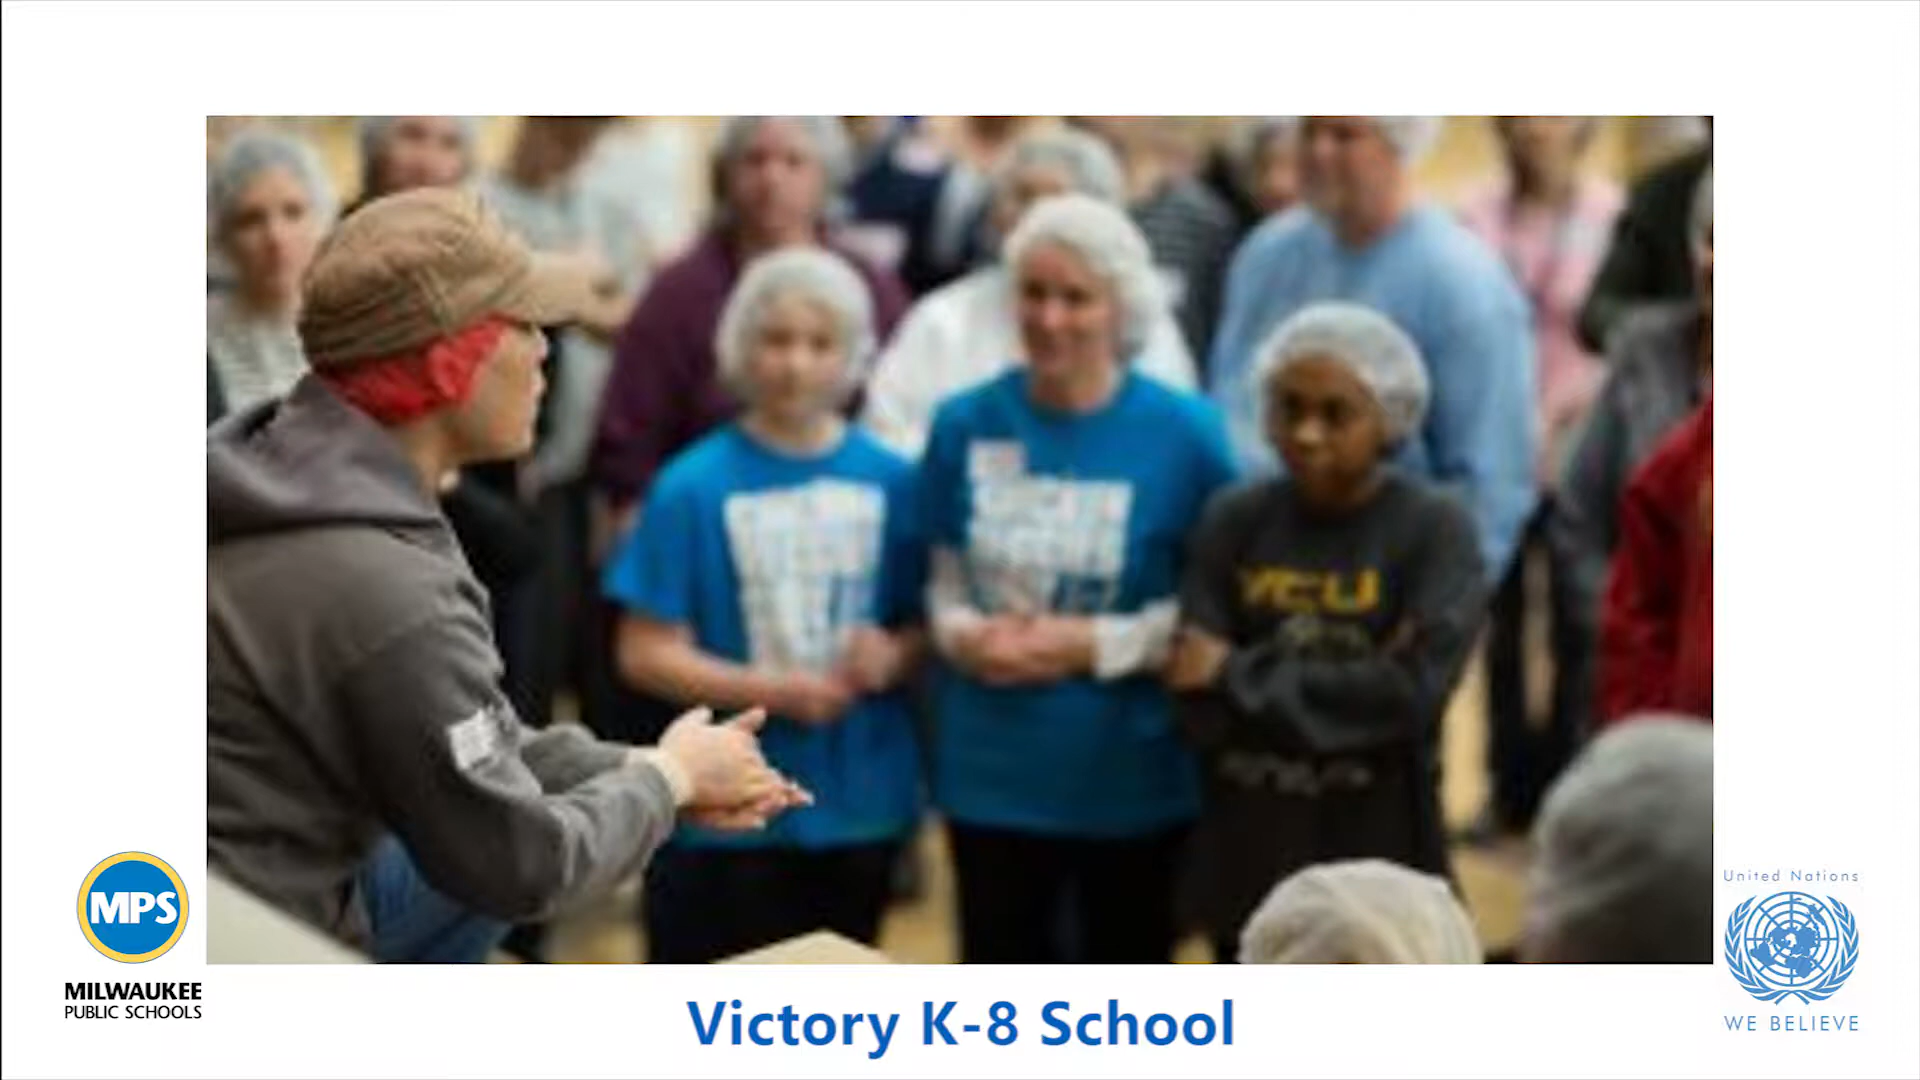 VCU
MPS
MILWAUKEE
PUBLIC SCHOOLS
Victory K-8 School
United Nations
WE BELIEVE